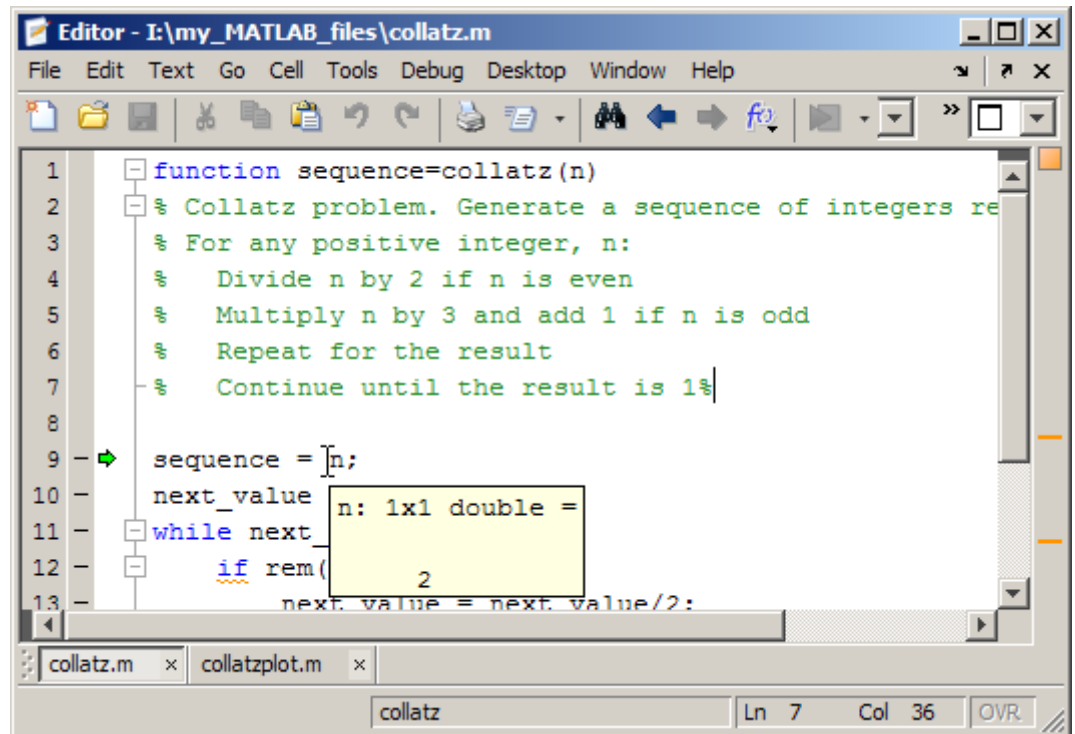 Editor - I:\my_MATLAB_files\collatz.m
File Edit Text Go Cell Tools Debug Desktop Window Help
1 function sequence=collatz(n)
2 % Collatz problem. Generate a sequence of integers re
3 % For any positive integer, n:
4 % Divide n by 2 if n is even
5 % Multiply n by 3 and add 1 if n is odd
6 % Repeat for the result
7 % Continue until the result is 1%
8
9 sequence = n;
10 next_value
n: 1x1 double =
2
11 while next_
12 if rem(
13 next_value = next_value/2;
collatz.m × collatzplot.m ×
collatz Ln 7 Col 36 OVR